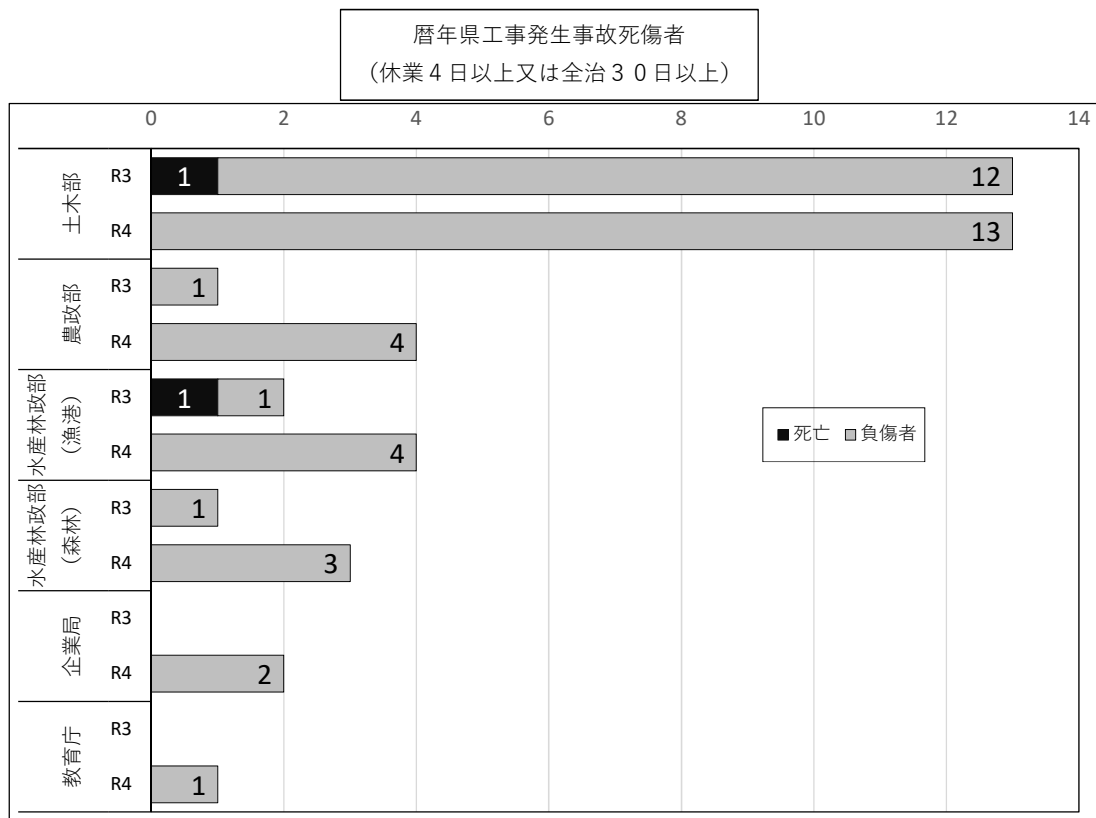 暦年県工事発生事故死傷者
（休業４日以上又は全治３０日以上）
0 2 4 6 8 10 12 14
土木部
R3 1 12
R4 13
農政部
R3 1
R4 4
水産林政部
（漁港）
R3 1 1
R4 4
水産林政部
（森林）
R3 1
R4 3
企業局
R3
R4 2
教育庁
R3
R4 1
■死亡 ■負傷者